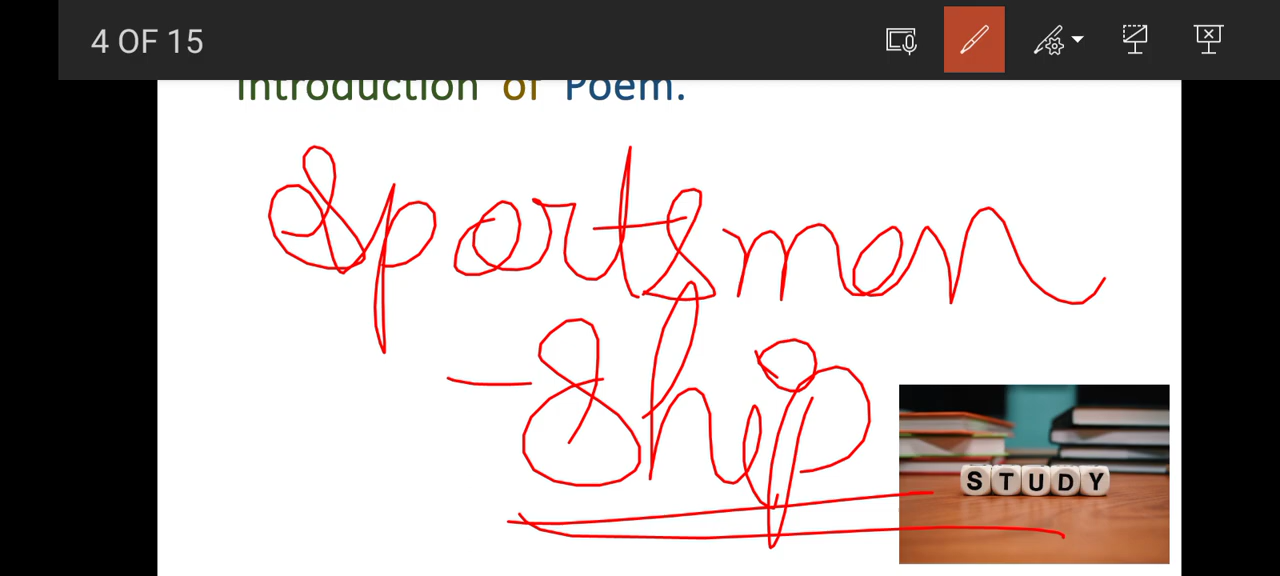 4 OF 15
Introduction of Poem.
Sportsman
-Ship
STUDY